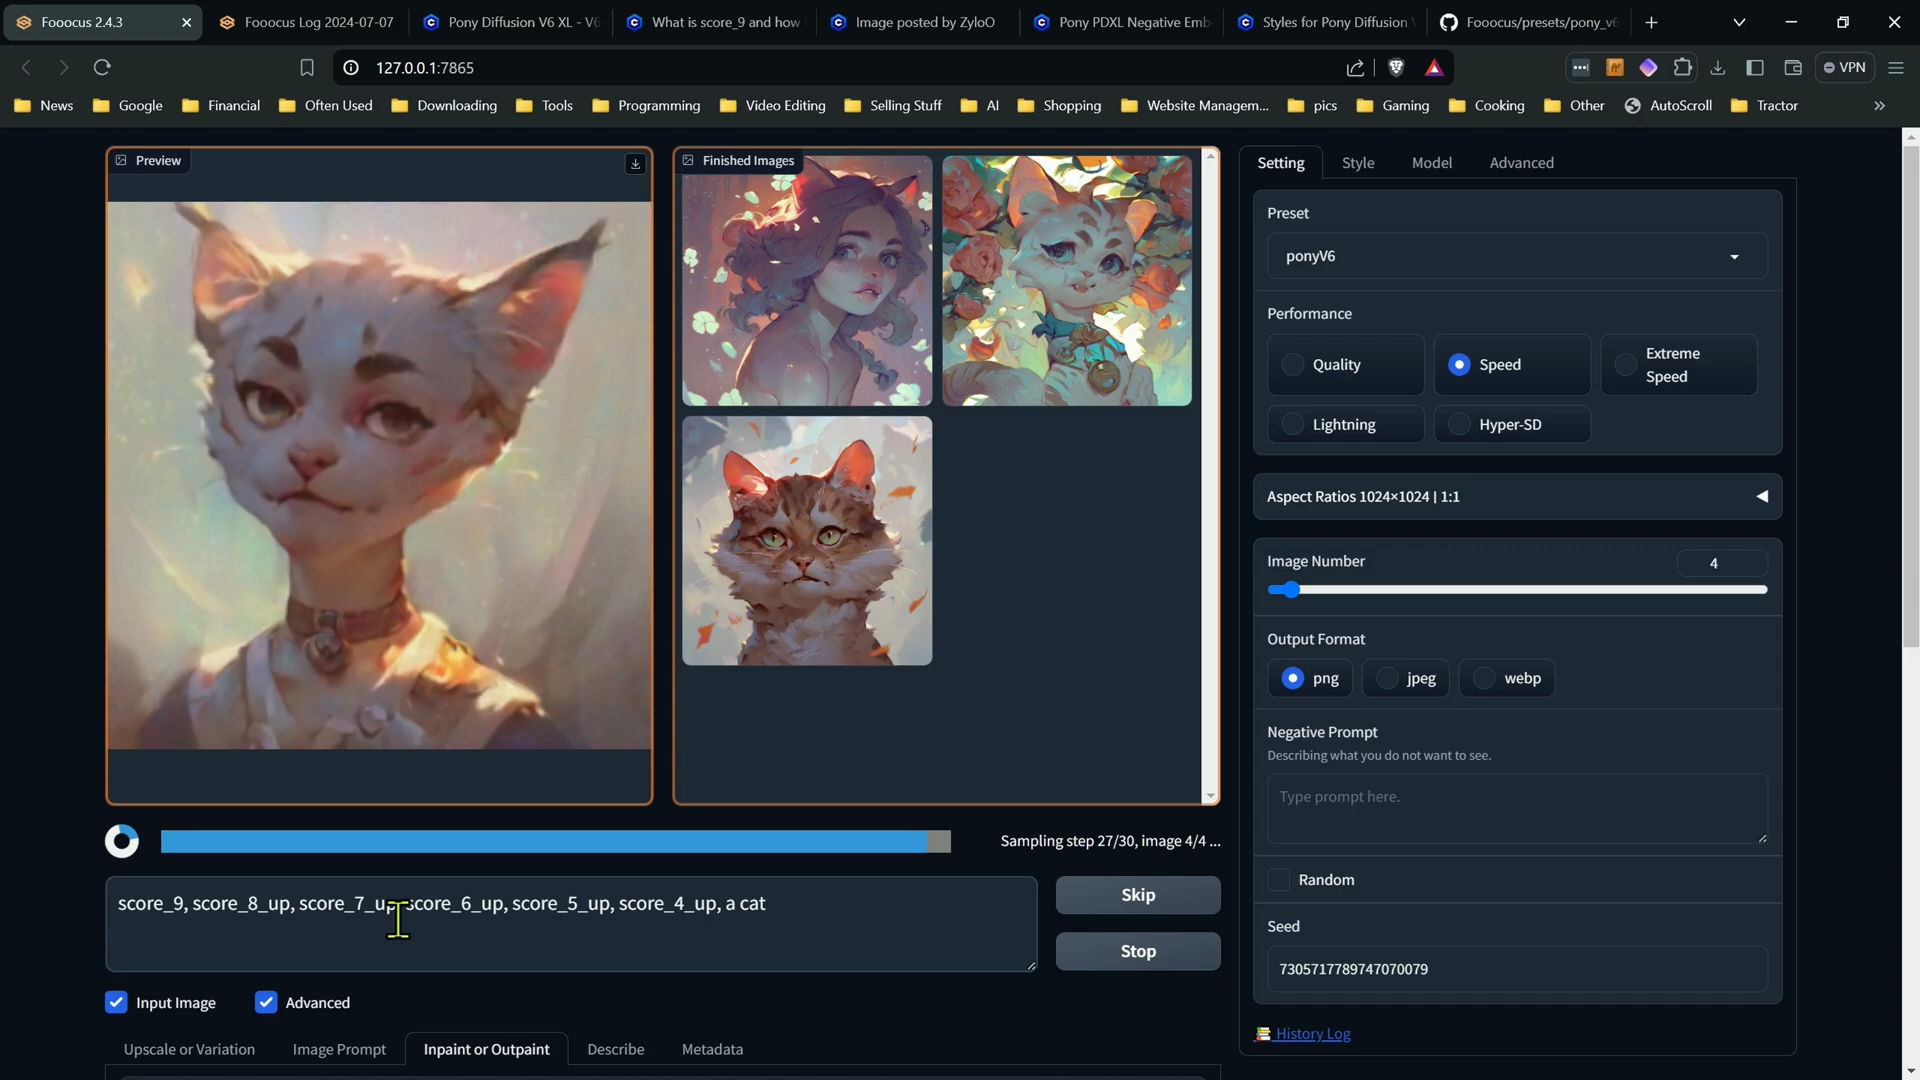 Fooocus 2.4.3
Fooocus Log 2024-07-07
Pony Diffusion V6 XL - V6
What is score_9 and how
Image posted by ZyloO
Pony PDXL Negative Emb
Styles for Pony Diffusion
Fooocus/presets/pony_v6
127.0.0.1:7865
VPN
News
Google
Financial
Often Used
Downloading
Tools
Programming
Video Editing
Selling Stuff
AI
Shopping
Website Managem...
pics
Gaming
Cooking
Other
AutoScroll
Tractor
Preview
Finished Images
Setting
Style
Model
Advanced
Preset
ponyV6
Performance
Quality
Speed
Extreme
Speed
Lightning
Hyper-SD
Aspect Ratios 1024×1024 | 1:1
Image Number
4
Output Format
png
jpeg
webp
Negative Prompt
Describing what you do not want to see.
Type prompt here.
Random
Seed
7305717789747070079
History Log
Sampling step 27/30, image 4/4 ...
score_9, score_8_up, score_7_up, score_6_up, score_5_up, score_4_up, a cat
Skip
Stop
Input Image
Advanced
Upscale or Variation
Image Prompt
Inpaint or Outpaint
Describe
Metadata